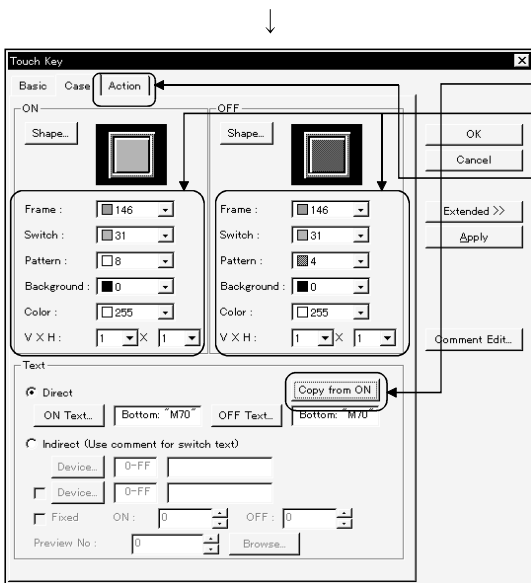 ↓
Touch Key
Basic Case Action
ON OFF
Shape... Shape... OK
Cancel
Frame : 146 Frame : 146 Extended >>
Switch : 31 Switch : 31 Apply
Pattern : 8 Pattern : 4
Background : 0 Background : 0
Color : 255 Color : 255
V X H : 1 X 1 V X H : 1 X 1 Comment Edit...
Text
Direct Copy from ON
ON Text... Bottom: "M70" OFF Text... Bottom: "M70"
Indirect (Use comment for switch text)
Device... 0-FF
Device... 0-FF
Fixed ON : 0 OFF : 0
Preview No : 0 Browse...